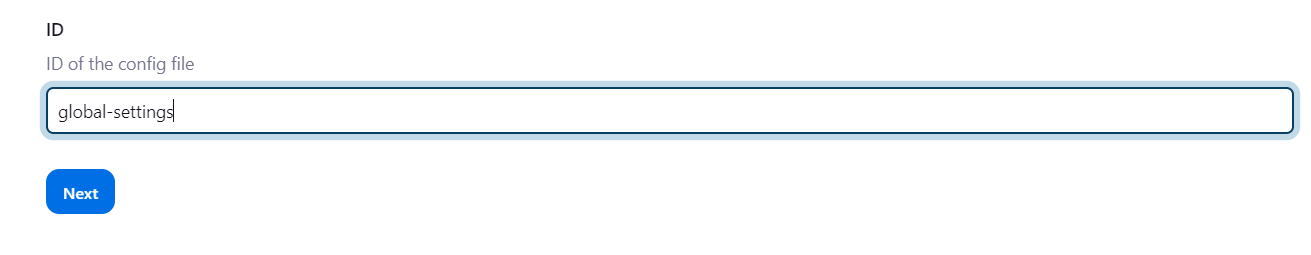 ID
ID of the config file
global-settings
Next